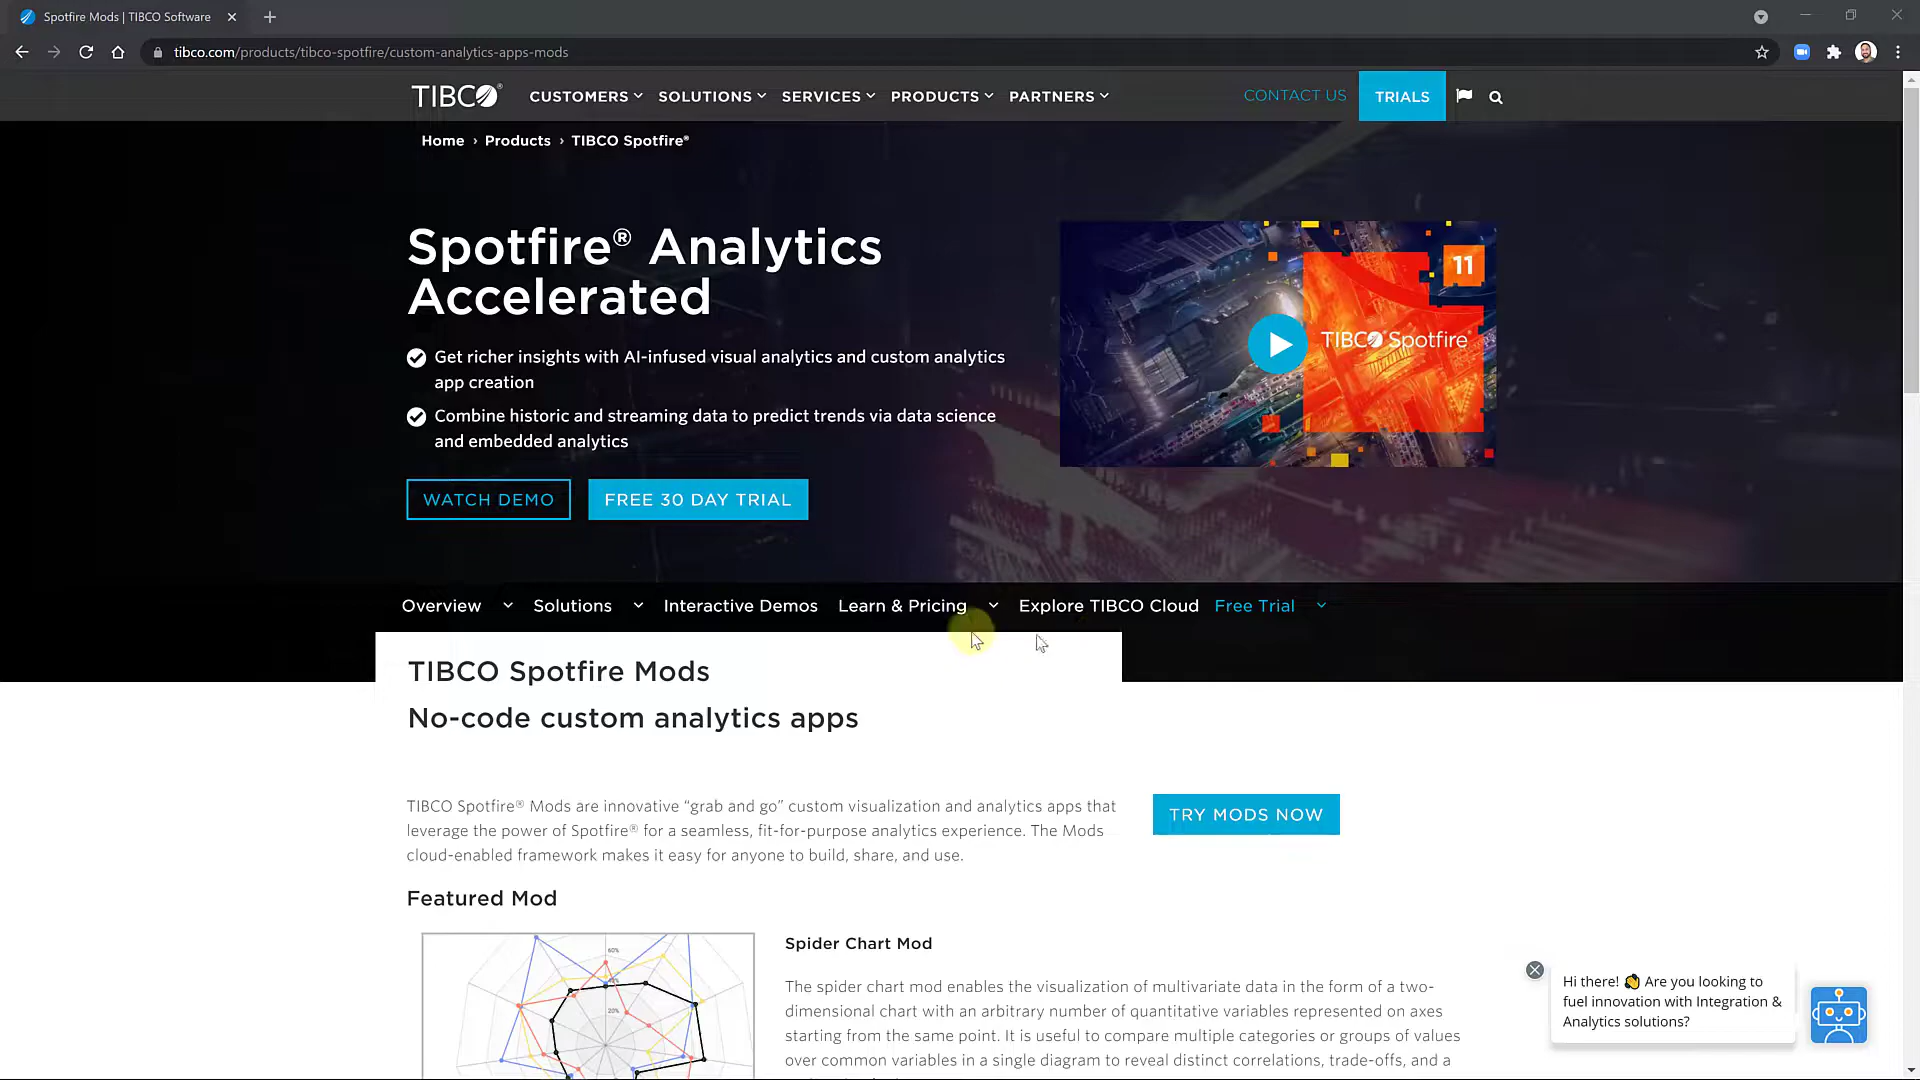 Spotfire Mods | TIBCO Software
tibco.com/products/tibco-spotfire/custom-analytics-apps-mods
TIBCO® CUSTOMERS SOLUTIONS SERVICES PRODUCTS PARTNERS CONTACT US TRIALS
Home › Products › TIBCO Spotfire®
Spotfire® Analytics
Accelerated
Get richer insights with AI-infused visual analytics and custom analytics
app creation
Combine historic and streaming data to predict trends via data science
and embedded analytics
WATCH DEMO FREE 30 DAY TRIAL
11
TIBCO Spotfire®
Overview Solutions Interactive Demos Learn & Pricing Explore TIBCO Cloud Free Trial
TIBCO Spotfire Mods
No-code custom analytics apps
TIBCO Spotfire® Mods are innovative “grab and go” custom visualization and analytics apps that
leverage the power of Spotfire® for a seamless, fit-for-purpose analytics experience. The Mods
cloud-enabled framework makes it easy for anyone to build, share, and use.
TRY MODS NOW
Featured Mod
60%
20%
Spider Chart Mod
The spider chart mod enables the visualization of multivariate data in the form of a two-
dimensional chart with an arbitrary number of quantitative variables represented on axes
starting from the same point. It is useful to compare multiple categories or groups of values
over common variables in a single diagram to reveal distinct correlations, trade-offs, and a
Hi there! 👋 Are you looking to
fuel innovation with Integration &
Analytics solutions?